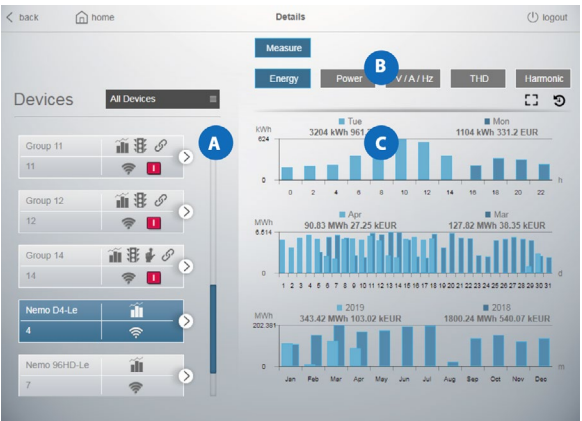 back
home
Details
logout
Measure
Energy
Power
V / A / Hz
THD
Harmonic
B
Devices
All Devices
A
Group 11
11
Group 12
12
Group 14
14
Nemo D4-Le
4
Nemo 96HD-Le
7
C
Tue
Mon
kWh
3204 kWh 961.
1104 kWh 331.2 EUR
624
0
h
0 2 4 6 8 10 12 14 16 18 20 22
Apr
Mar
MWh
90.83 MWh 27.25 kEUR
127.82 MWh 38.35 kEUR
6.514
0
d
1 2 3 4 5 6 7 8 9 10 11 12 13 14 15 16 17 18 19 20 21 22 23 24 25 26 27 28 29 30 31
2019
2018
MWh
343.42 MWh 103.02 kEUR
1800.24 MWh 540.07 kEUR
202.391
0
m
Jan Feb Mar Apr May Jun Jul Aug Sep Oct Nov Dec